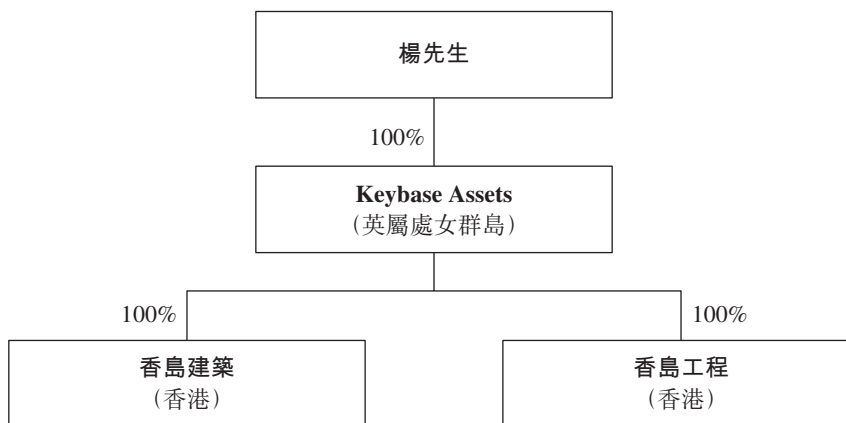 楊先生
100%
Keybase Assets
（英屬處女群島）
100%
100%
香島建築
（香港）
香島工程
（香港）